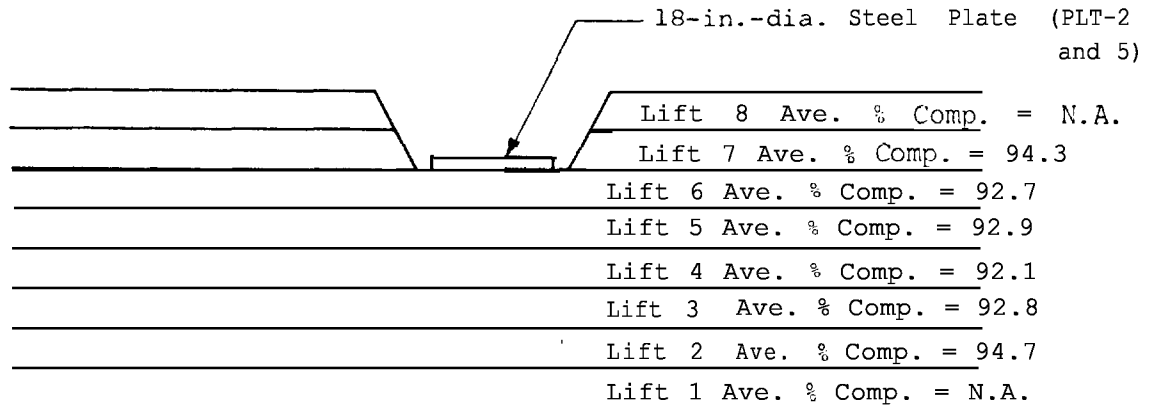 18-in.-dia. Steel Plate (PLT-2
and 5)
Lift 8 Ave. % Comp. = N.A.
Lift 7 Ave. % Comp. = 94.3
Lift 6 Ave. % Comp. = 92.7
Lift 5 Ave. % Comp. = 92.9
Lift 4 Ave. % Comp. = 92.1
Lift 3 Ave. % Comp. = 92.8
Lift 2 Ave. % Comp. = 94.7
Lift 1 Ave. % Comp. = N.A.